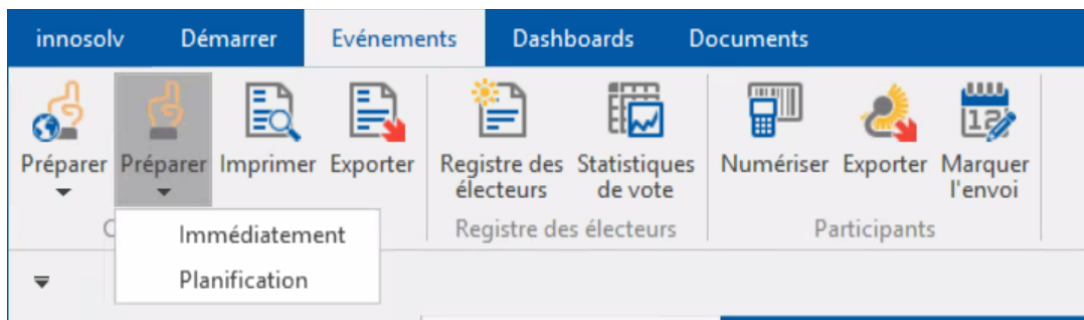 innosolv Démarrer Evénements Dashboards Documents
Préparer Préparer Imprimer Exporter Registre des électeurs Statistiques de vote Numériser Exporter Marquer l'envoi
Registre des électeurs Participants
Immédiatement
Planification